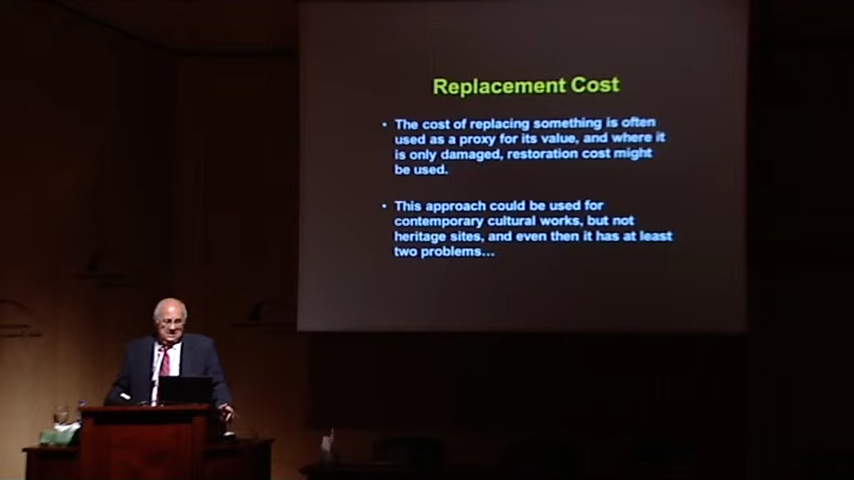 Replacement Cost
• The cost of replacing something is often
used as a proxy for its value, and where it
is only damaged, restoration cost might
be used.
• This approach could be used for
contemporary cultural works, but not
heritage sites, and even then it has at least
two problems...